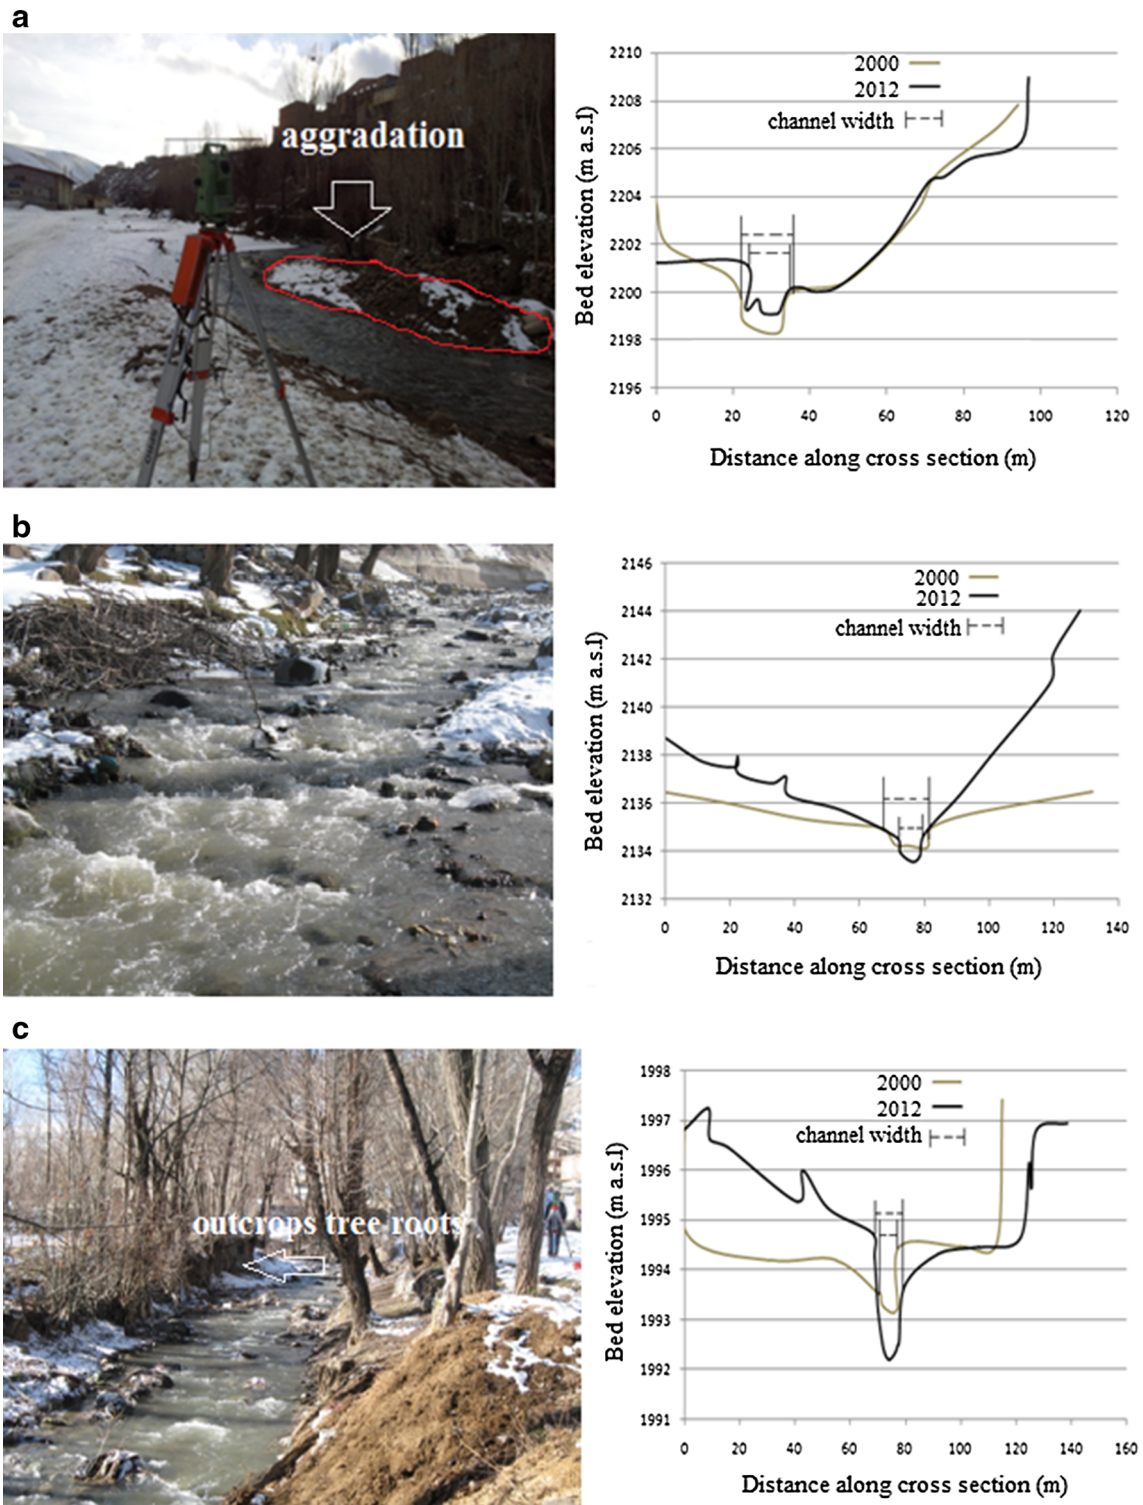 a
aggradation
2000
2012
channel width
2210
2208
2206
2204
2202
2200
2198
2196
Bed elevation (m a.s.l)
0 20 40 60 80 100 120
Distance along cross section (m)
b
2000
2012
channel width
2146
2144
2142
2140
2138
2136
2134
2132
Bed elevation (m a.s.l)
0 20 40 60 80 100 120 140
Distance along cross section (m)
c
outcrops tree roots
2000
2012
channel width
1998
1997
1996
1995
1994
1993
1992
1991
Bed elevation (m a.s.l)
0 20 40 60 80 100 120 140 160
Distance along cross section (m)